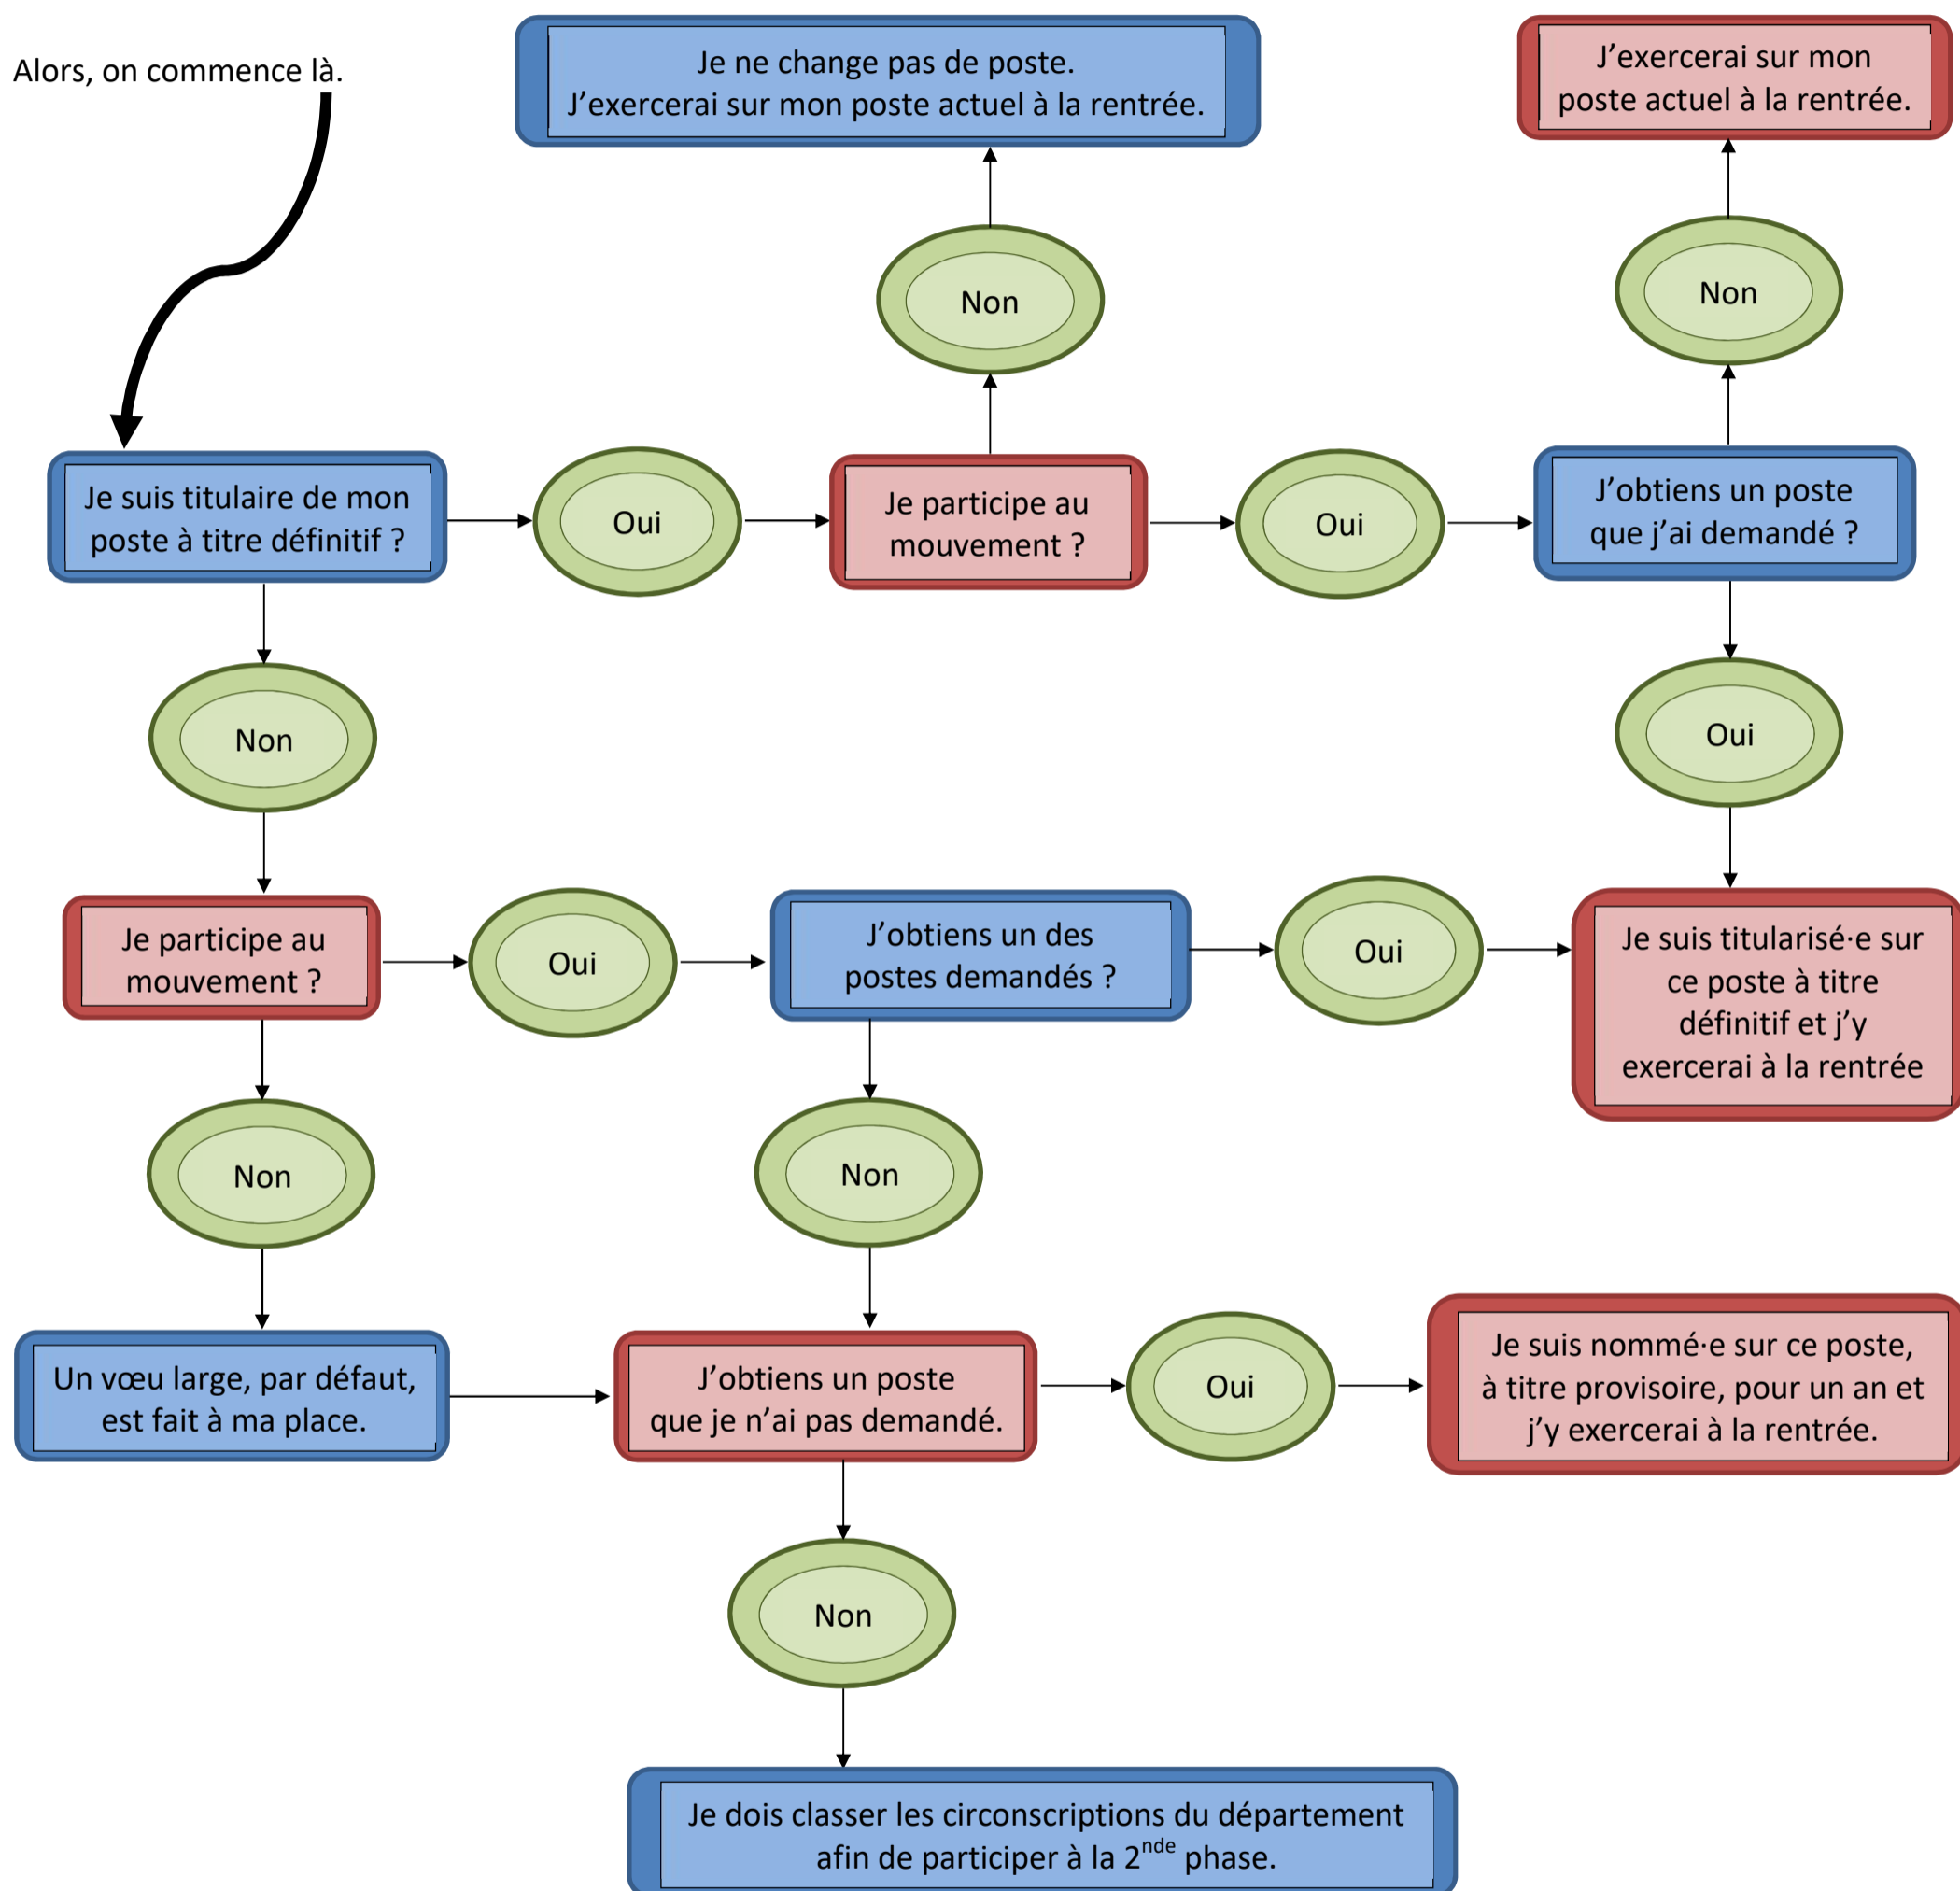 Alors, on commence là.
Je ne change pas de poste.
J’exercerai sur mon poste actuel à la rentrée.
J’exercerai sur mon
poste actuel à la rentrée.
Non
Non
Je suis titulaire de mon
poste à titre définitif ?
Oui
Je participe au
mouvement ?
Oui
J’obtiens un poste
que j’ai demandé ?
Non
Oui
Je participe au
mouvement ?
Oui
J’obtiens un des
postes demandés ?
Oui
Je suis titularisé·e sur
ce poste à titre
définitif et j’y
exercerai à la rentrée
Non
Non
Un vœu large, par défaut,
est fait à ma place.
J’obtiens un poste
que je n’ai pas demandé.
Oui
Je suis nommé·e sur ce poste,
à titre provisoire, pour un an et
j’y exercerai à la rentrée.
Non
Je dois classer les circonscriptions du département
afin de participer à la 2nde phase.